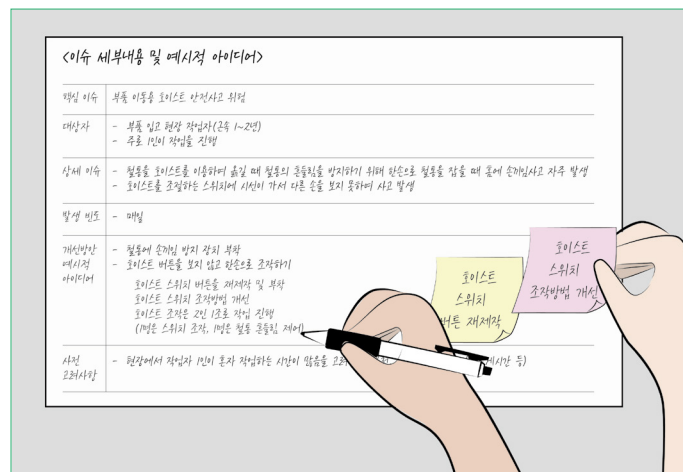 <이슈 세부내용 및 예시적 아이디어>
핵심 이슈
부품 이동용 호이스트 안전사고 위험
대상자
- 부품 입고 현장 작업자(근속 1~2년)
- 주로 1인이 작업을 진행
상세 이슈
- 철통을 호이스트를 이용하여 옮길 때 철통의 흔들림을 방지하기 위해 한손으로 철통을 잡을 때 홈에 손끼임사고 자주 발생
- 호이스트를 조절하는 스위치에 시선이 가서 다른 손을 보지 못하여 사고 발생
발생 빈도
- 매일
개선방안
예시적
아이디어
- 철통에 손끼임 방지 장치 부착
- 호이스트 버튼을 보지 않고 한손으로 조작하기
호이스트 스위치 버튼을 재제작 및 부착
호이스트 스위치 조작방법 개선
호이스트 조작은 2인 1조로 작업 진행
(1명은 스위치 조작, 1명은 철통 흔들림 제어)
사전
고려사항
- 현장에서 작업자 1인이 혼자 작업하는 시간이 많음을 고려
등)
호이스트
스위치
버튼 재제작
호이스트
스위치
조작방법 개선